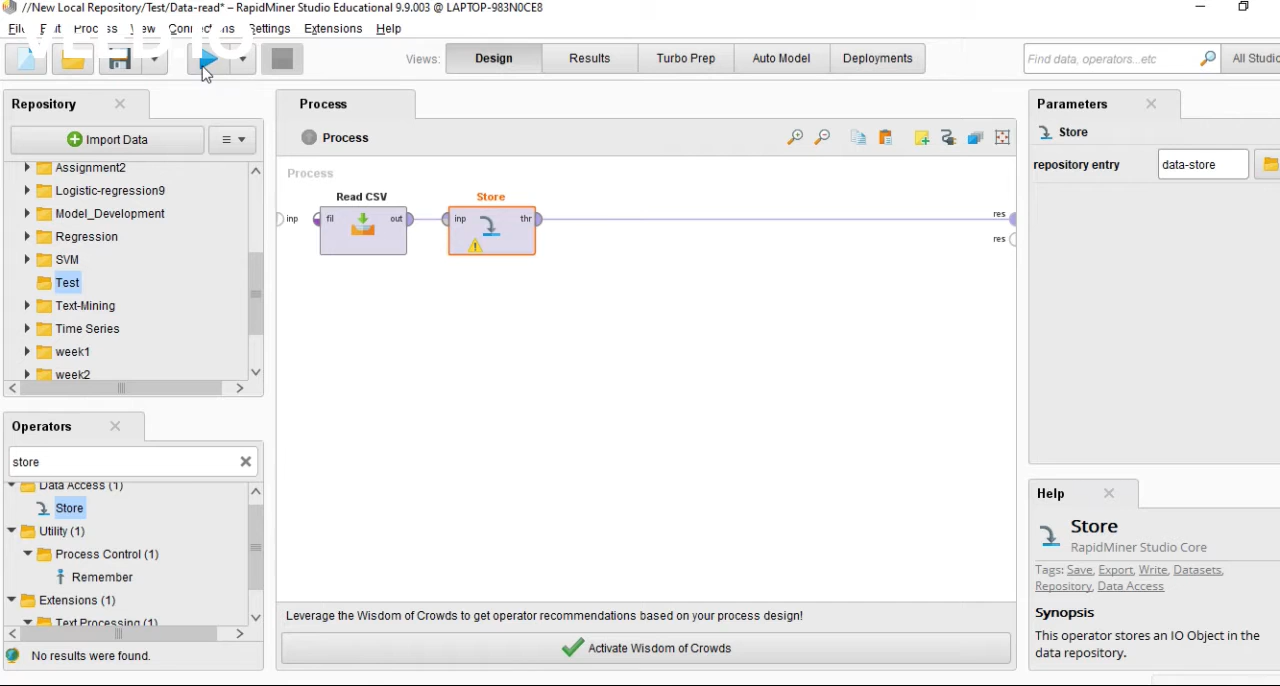 //New Local Repository/Test/Data-read* – RapidMiner Studio Educational 9.9.003 @ LAPTOP-983N0CE8
Settings Extensions Help
Views: Design Results Turbo Prep Auto Model Deployments
Find data, operators...etc
All Studio
Repository
Import Data
Assignment2
Logistic-regression9
Model_Development
Regression
SVM
Test
Text-Mining
Time Series
week1
week2
Operators
store
Data Access (1)
Store
Utility (1)
Process Control (1)
Remember
Extensions (1)
Text Processing (1)
No results were found.
Process
Process
Process
Read CSV
Store
inp
fil
out
inp
thr
res
res
Leverage the Wisdom of Crowds to get operator recommendations based on your process design!
Activate Wisdom of Crowds
Parameters
Store
repository entry
data-store
Help
Store
RapidMiner Studio Core
Tags: Save, Export, Write, Datasets,
Repository, Data Access
Synopsis
This operator stores an IO Object in the
data repository.